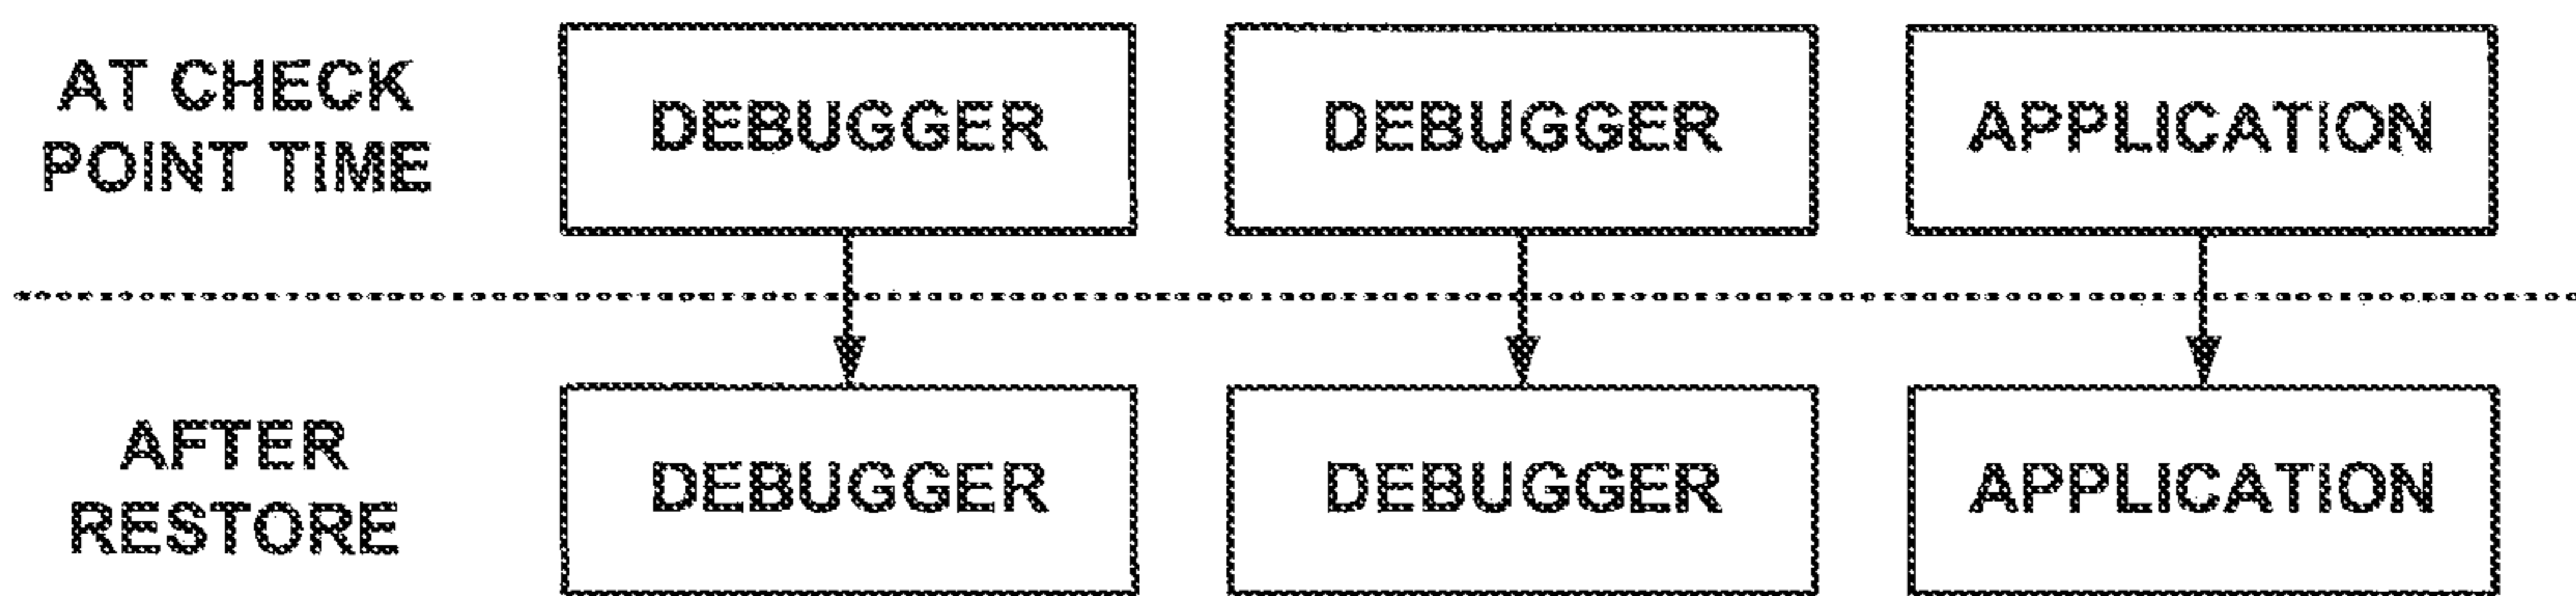 AT CHECK
POINT TIME
DEBUGGER
DEBUGGER
APPLICATION
AFTER
RESTORE
DEBUGGER
DEBUGGER
APPLICATION